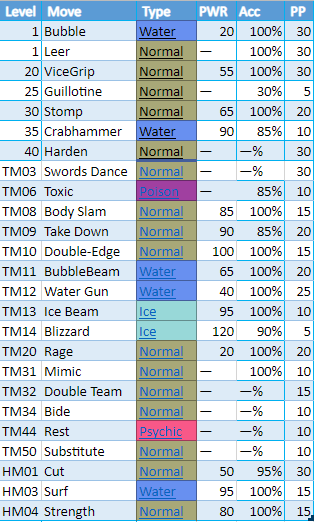 Level Move Type PWR Acc PP
1 Bubble Water 20 100% 30
1 Leer Normal — 100% 30
20 ViceGrip Normal 55 100% 30
25 Guillotine Normal — 30% 5
30 Stomp Normal 65 100% 20
35 Crabhammer Water 90 85% 10
40 Harden Normal — —% 30
TM03 Swords Dance Normal — —% 30
TM06 Toxic Poison — 85% 10
TM08 Body Slam Normal 85 100% 15
TM09 Take Down Normal 90 85% 20
TM10 Double-Edge Normal 100 100% 15
TM11 BubbleBeam Water 65 100% 20
TM12 Water Gun Water 40 100% 25
TM13 Ice Beam Ice 95 100% 10
TM14 Blizzard Ice 120 90% 5
TM20 Rage Normal 20 100% 20
TM31 Mimic Normal — 100% 10
TM32 Double Team Normal — —% 15
TM34 Bide Normal — —% 10
TM44 Rest Psychic — —% 10
TM50 Substitute Normal — —% 10
HM01 Cut Normal 50 95% 30
HM03 Surf Water 95 100% 15
HM04 Strength Normal 80 100% 15